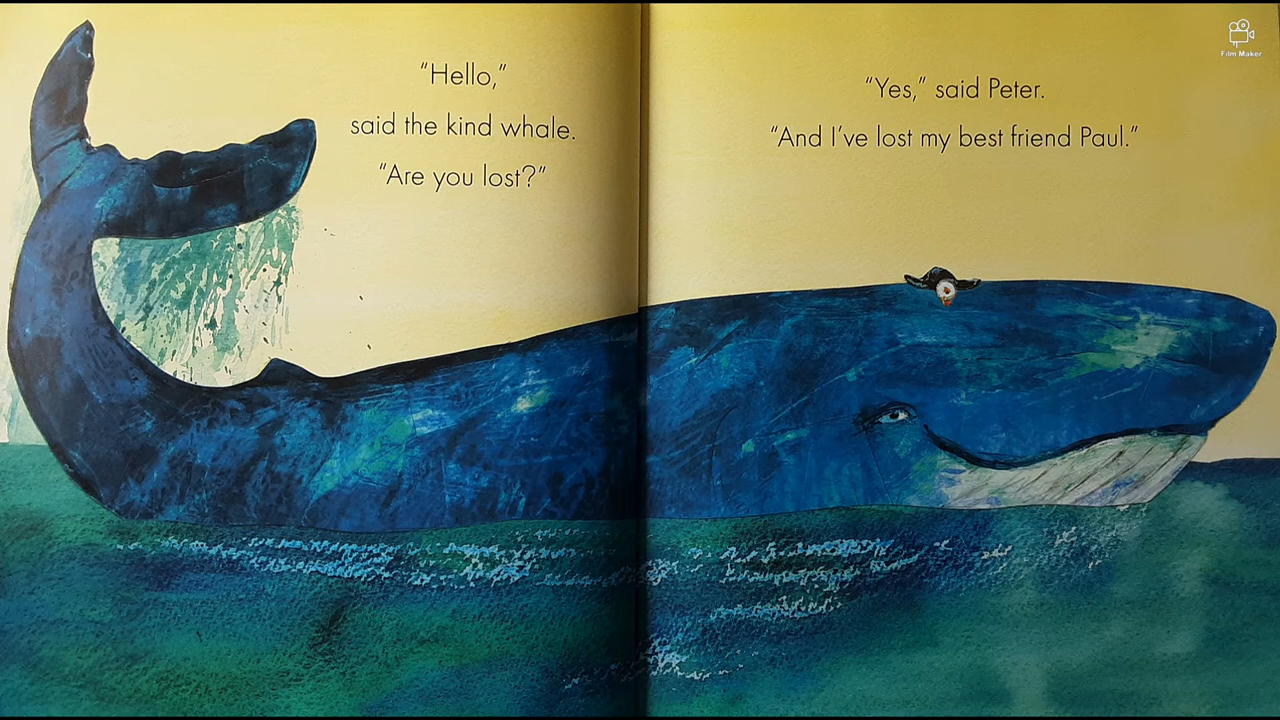 “Hello,”
said the kind whale.
“Are you lost?”
“Yes,” said Peter.
“And I’ve lost my best friend Paul.”
Film Maker